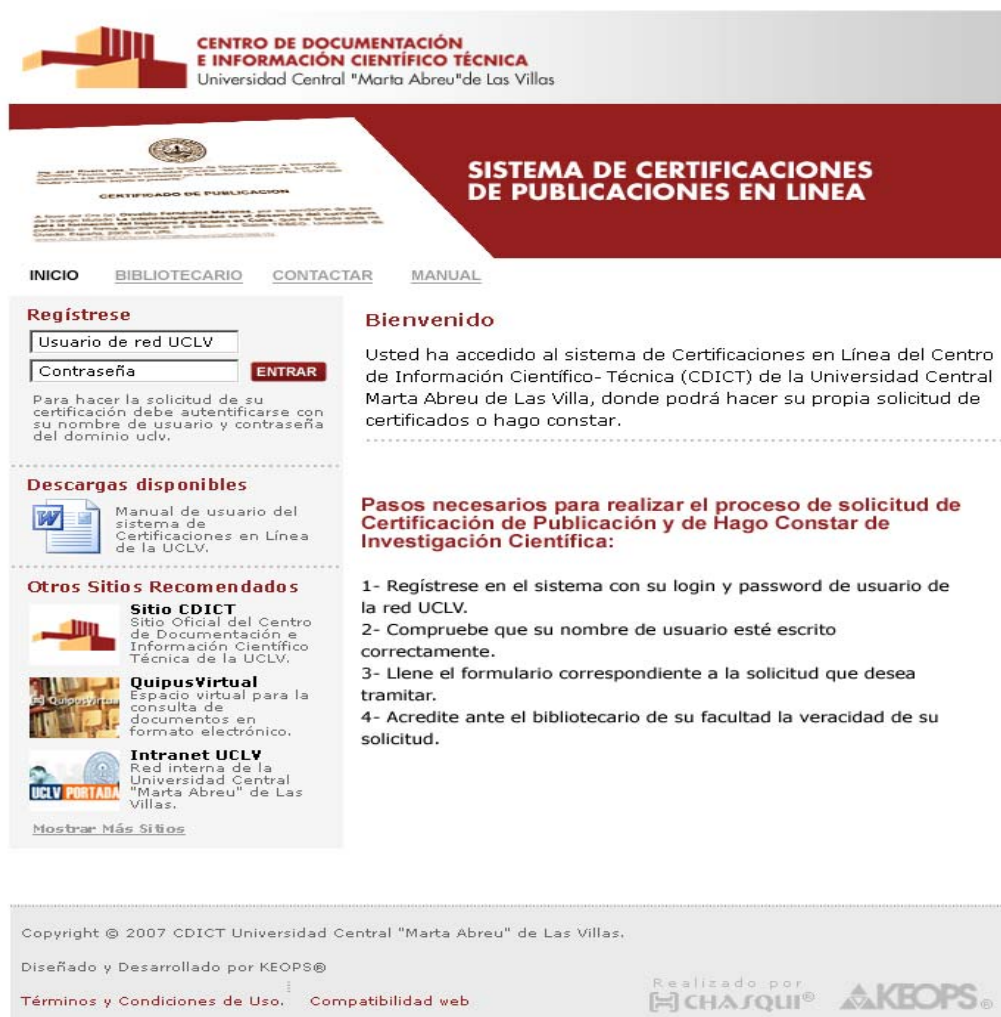 CENTRO DE DOCUMENTACIÓN
E INFORMACIÓN CIENTÍFICO TÉCNICA
Universidad Central "Marta Abreu"de Las Villas
CERTIFICADO DE PUBLICACION
SISTEMA DE CERTIFICACIONES
DE PUBLICACIONES EN LINEA
INICIO BIBLIOTECARIO CONTACTAR MANUAL
Regístrese
Usuario de red UCLV
Contraseña ENTRAR
Para hacer la solicitud de su
certificación debe autentificarse con
su nombre de usuario y contraseña
del dominio uclv.
Descargas disponibles
Manual de usuario del
sistema de
Certificaciones en Línea
de la UCLV.
Otros Sitios Recomendados
Sitio CDICT
Sitio Oficial del Centro
de Documentación e
Información Científico
Técnica de la UCLV.
QuipusVirtual
Espacio virtual para la
consulta de
documentos en
formato electrónico.
Intranet UCLV
Red interna de la
Universidad Central
"Marta Abreu" de Las
Villas.
UCLV PORTADA
Mostrar Más Sitios
Bienvenido
Usted ha accedido al sistema de Certificaciones en Línea del Centro
de Información Científico- Técnica (CDICT) de la Universidad Central
Marta Abreu de Las Villa, donde podrá hacer su propia solicitud de
certificados o hago constar.
Pasos necesarios para realizar el proceso de solicitud de
Certificación de Publicación y de Hago Constar de
Investigación Científica:
1- Regístrese en el sistema con su login y password de usuario de
la red UCLV.
2- Compruebe que su nombre de usuario esté escrito
correctamente.
3- Llene el formulario correspondiente a la solicitud que desea
tramitar.
4- Acredite ante el bibliotecario de su facultad la veracidad de su
solicitud.
Copyright @ 2007 CDICT Universidad Central "Marta Abreu" de Las Villas.
Diseñado y Desarrollado por KEOPS®
Términos y Condiciones de Uso. Compatibilidad web
Realizado por
CHASQUI® KEOPS®